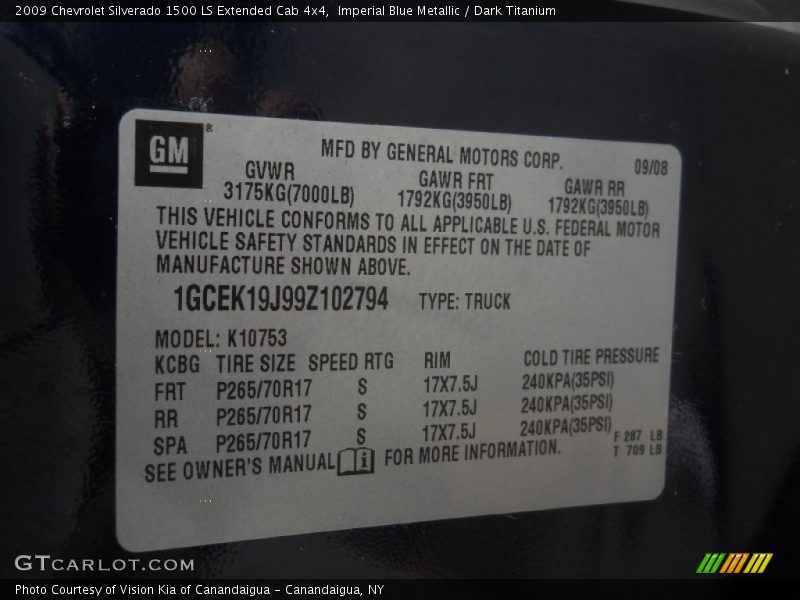 2009 Chevrolet Silverado 1500 LS Extended Cab 4x4,  Imperial Blue Metallic / Dark Titanium
GM®
MFD BY GENERAL MOTORS CORP. 09/08
GVWR GAWR FRT GAWR RR
3175KG(7000LB) 1792KG(3950LB) 1792KG(3950LB)
THIS VEHICLE CONFORMS TO ALL APPLICABLE U.S. FEDERAL MOTOR
VEHICLE SAFETY STANDARDS IN EFFECT ON THE DATE OF
MANUFACTURE SHOWN ABOVE.
1GCEK19J99Z102794 TYPE: TRUCK
MODEL: K10753
KCBG TIRE SIZE SPEED RTG RIM COLD TIRE PRESSURE
FRT P265/70R17 S 17X7.5J 240KPA(35PSI)
RR P265/70R17 S 17X7.5J 240KPA(35PSI)
SPA P265/70R17 S 17X7.5J 240KPA(35PSI)
F 287 LB
T 709 LB
SEE OWNER'S MANUAL i FOR MORE INFORMATION.
GTCARLOT.COM
Photo Courtesy of Vision Kia of Canandaigua - Canandaigua, NY